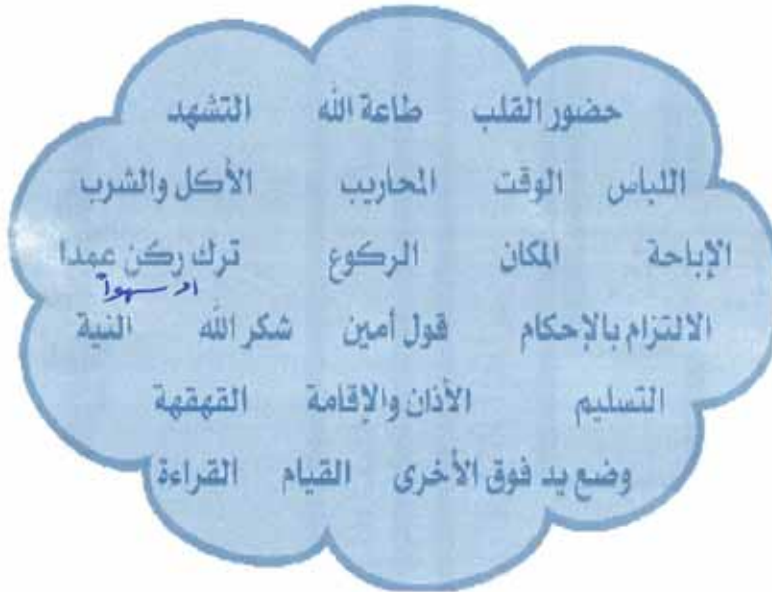 حضور القلب طاعة الله التشهد
اللباس الوقت المحاريب الأكل والشرب
الإباحة المكان الركوع ترك ركن عمدا
او سهوا
الالتزام بالإحكام قول أمين شكر الله النية
التسليم الأذان والإقامة القهقهة
وضع يد فوق الأخرى القيام القراءة